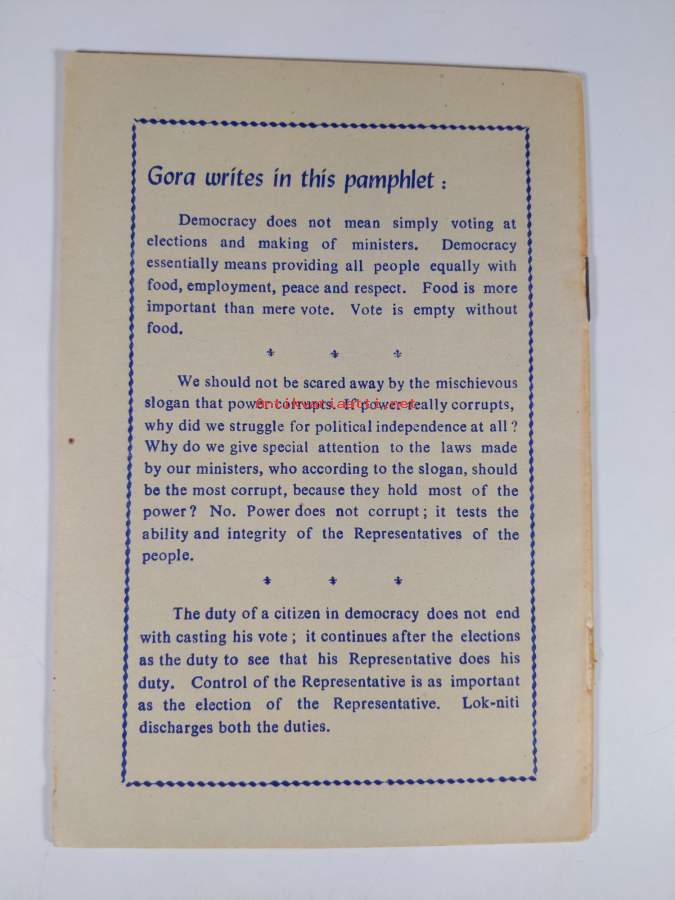 Gora writes in this pamphlet :
Democracy does not mean simply voting at
elections and making of ministers. Democracy
essentially means providing all people equally with
food, employment, peace and respect. Food is more
important than mere vote. Vote is empty without
food.
We should not be scared away by the mischievous
slogan that power corrupts. If power really corrupts,
why did we struggle for political independence at all ?
Why do we give special attention to the laws made
by our ministers, who according to the slogan, should
be the most corrupt, because they hold most of the
power ? No. Power does not corrupt ; it tests the
ability and integrity of the Representatives of the
people.
The duty of a citizen in democracy does not end
with casting his vote ; it continues after the elections
as the duty to see that his Representative does his
duty. Control of the Representative is as important
as the election of the Representative. Lok-niti
discharges both the duties.